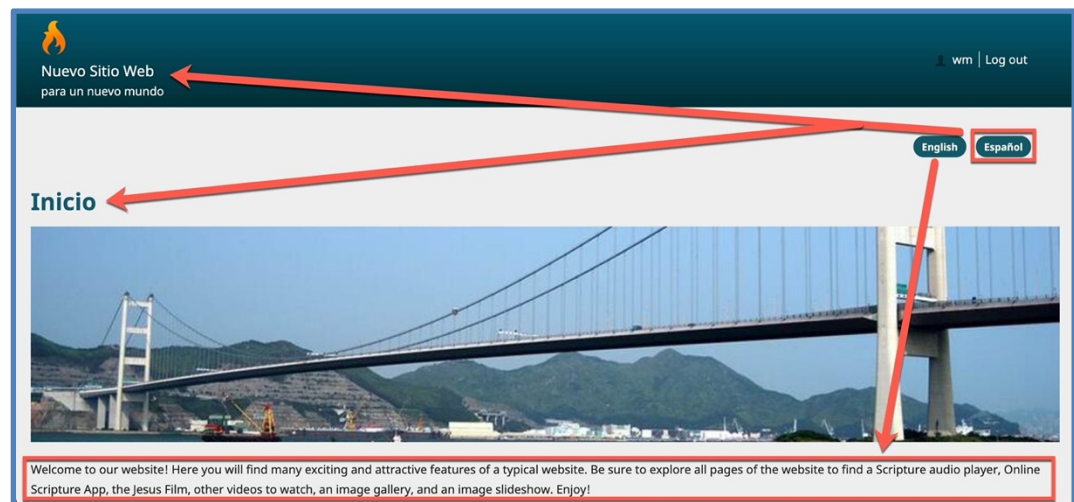 Nuevo Sitio Web
para un nuevo mundo
wm | Log out
English Español
Inicio
Welcome to our website! Here you will find many exciting and attractive features of a typical website. Be sure to explore all pages of the website to find a Scripture audio player, Online
Scripture App, the Jesus Film, other videos to watch, an image gallery, and an image slideshow. Enjoy!